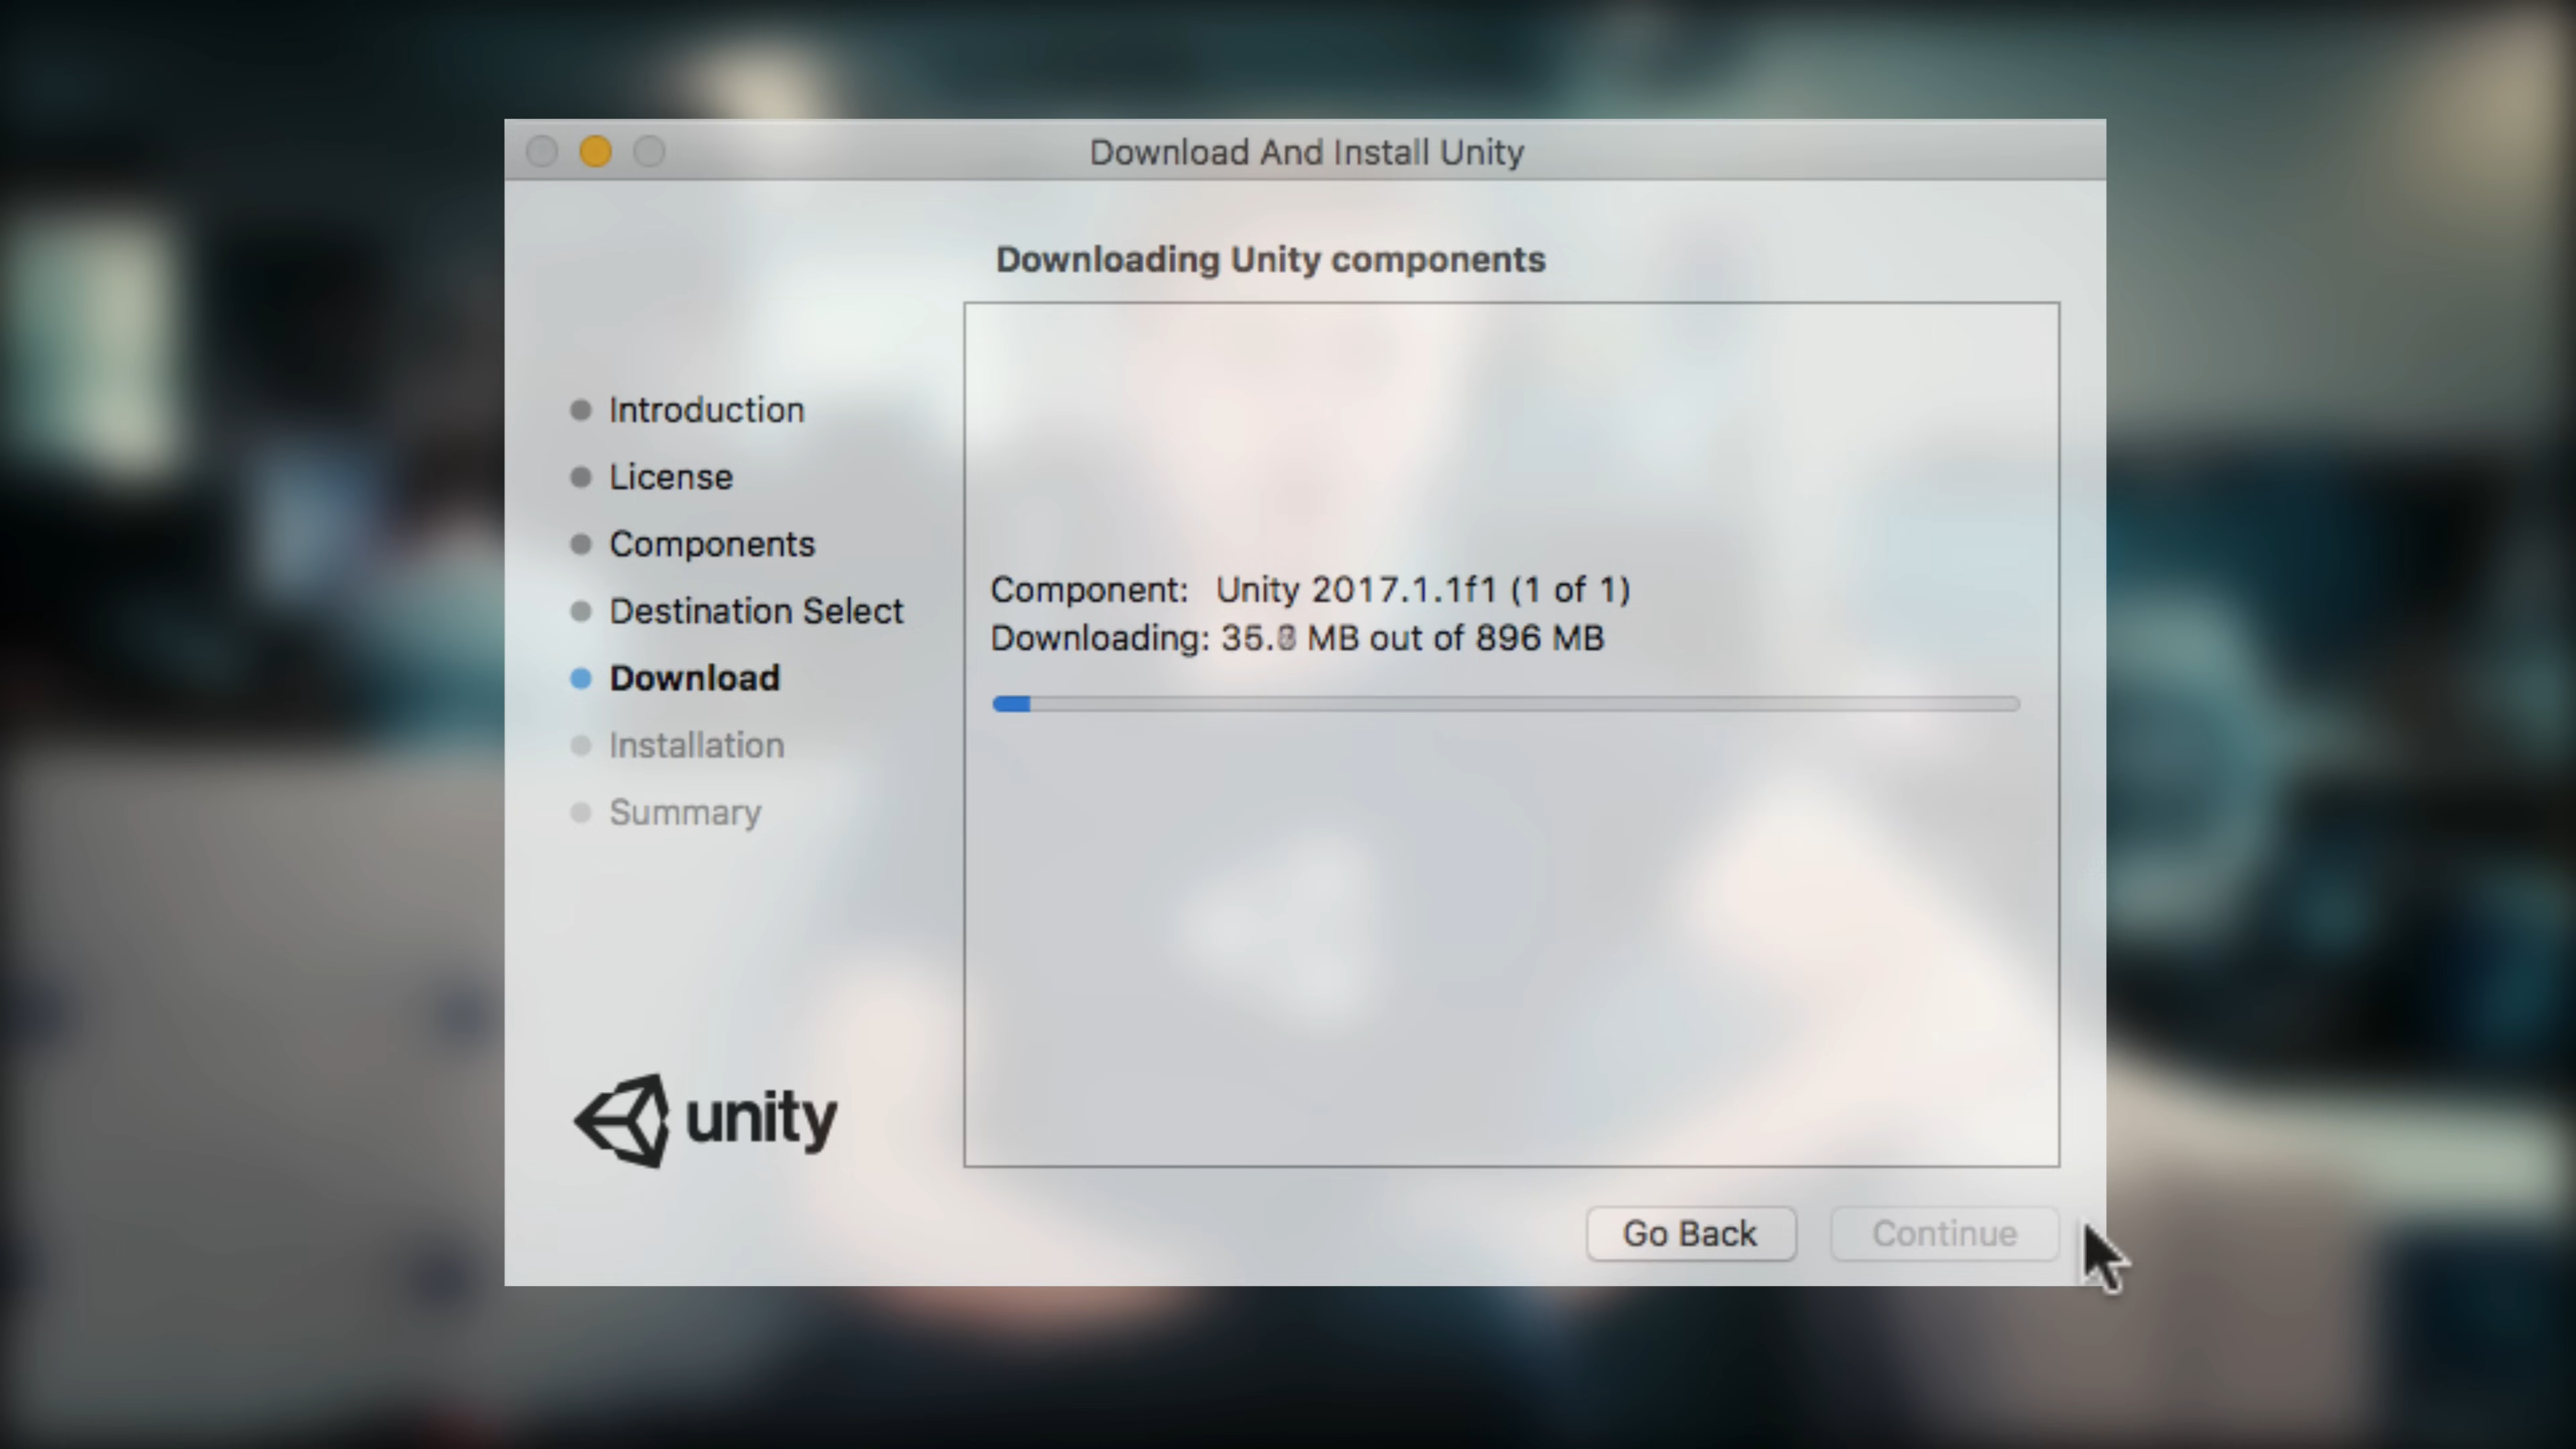 Download And Install Unity
Downloading Unity components
Introduction
License
Components
Destination Select
Download
Installation
Summary
Component: Unity 2017.1.1f1 (1 of 1)
Downloading: MB out of 896 MB
unity
Go Back
Continue